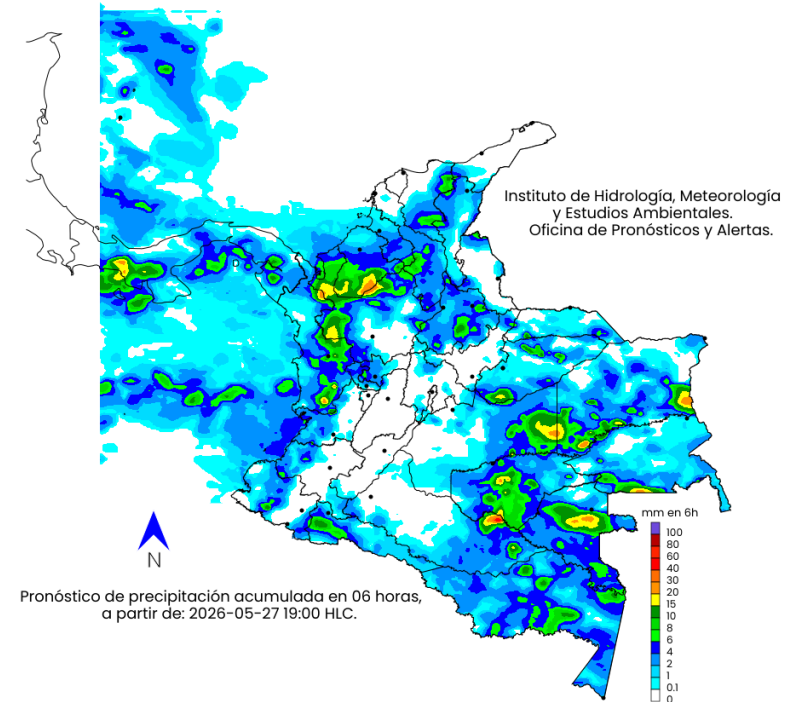 Instituto de Hidrología, Meteorología
y Estudios Ambientales.
Oficina de Pronósticos y Alertas.
mm en 6h
100
80
60
40
30
20
15
10
8
6
4
2
1
0.1
0
N
Pronóstico de precipitación acumulada en 06 horas,
a partir de: 2026-05-27 19:00 HLC.